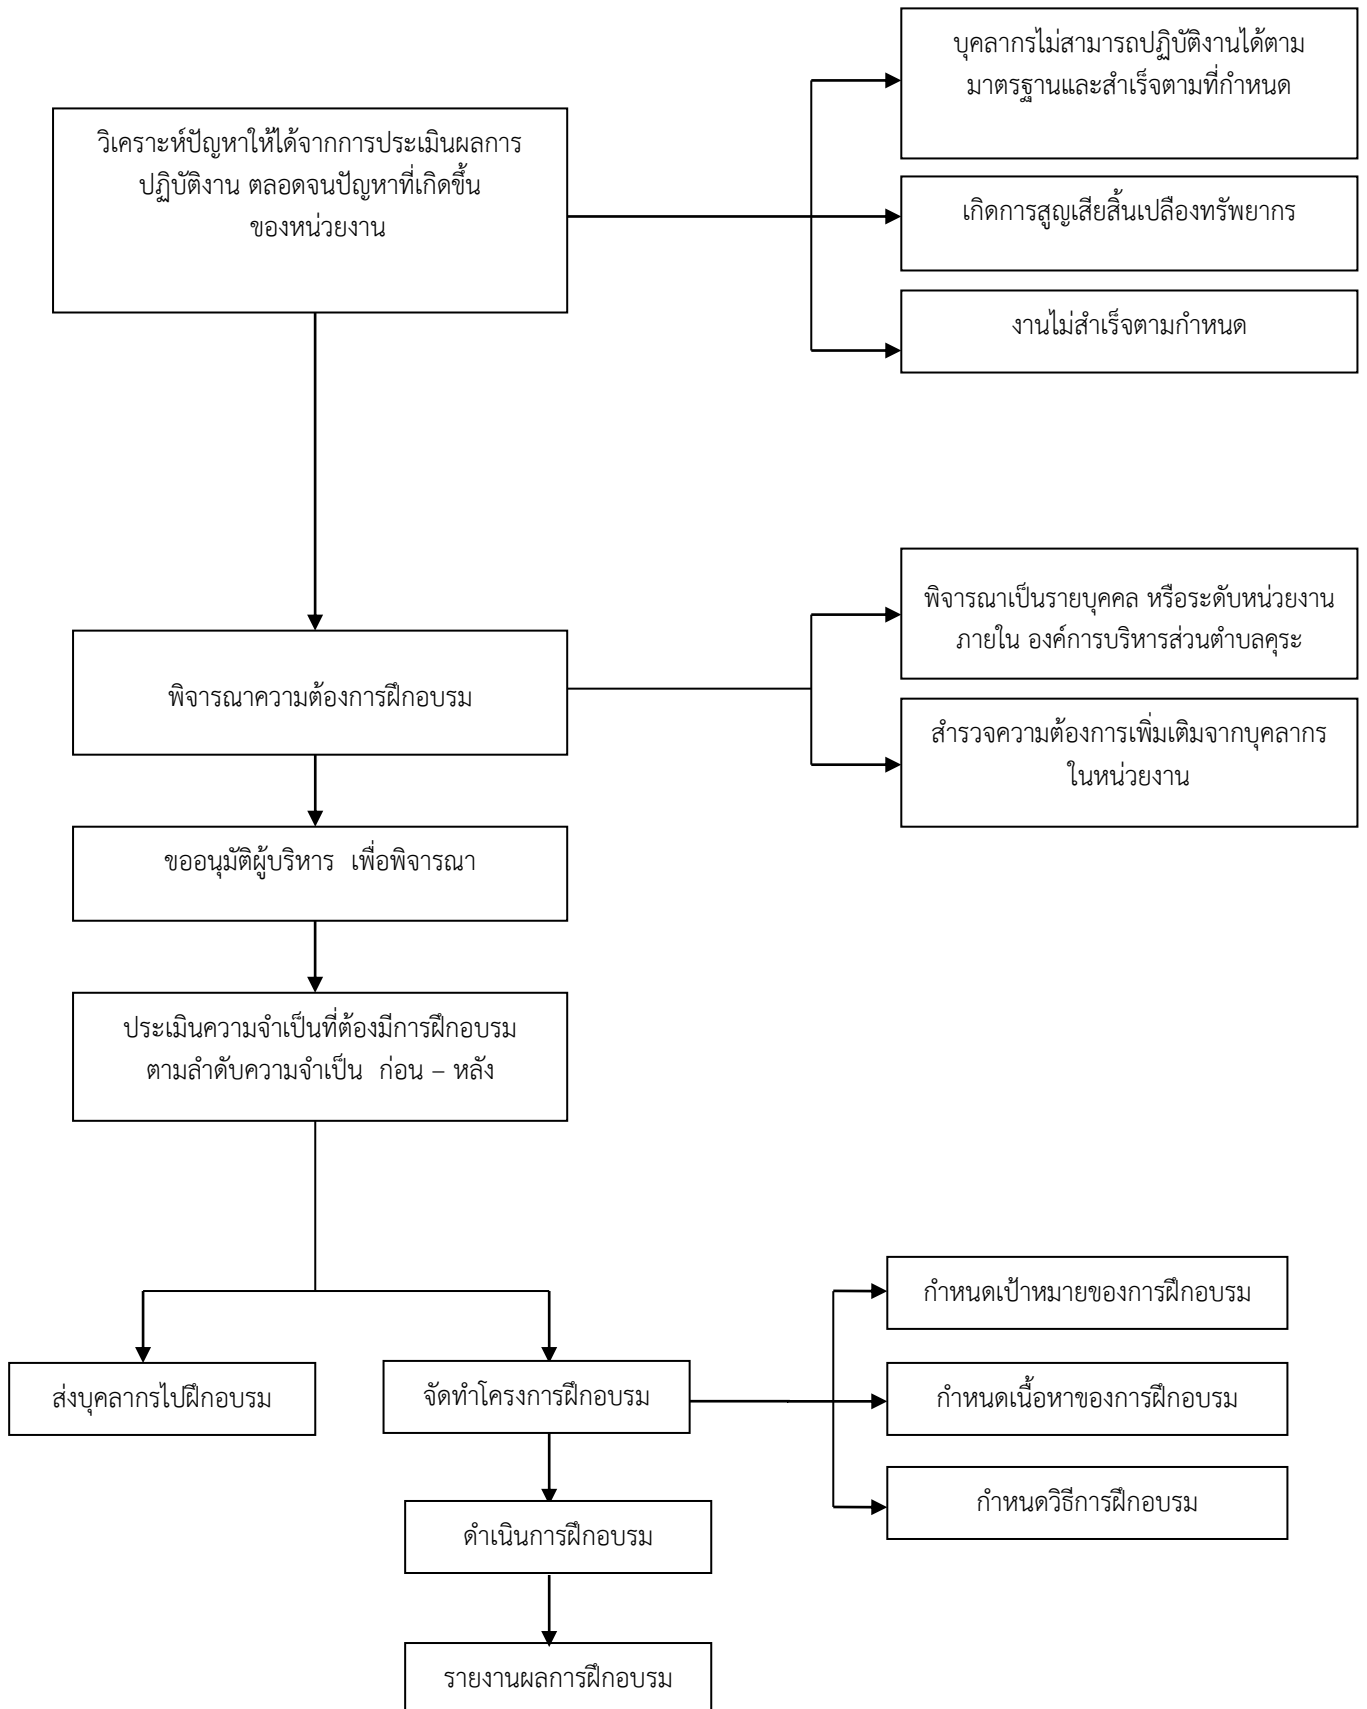 บุคลากรไม่สามารถปฏิบัติงานได้ตาม
มาตรฐานและสำเร็จตามที่กำหนด
วิเคราะห์ปัญหาให้ได้จากการประเมินผลการ
ปฏิบัติงาน ตลอดจนปัญหาที่เกิดขึ้น
ของหน่วยงาน
เกิดการสูญเสียสิ้นเปลืองทรัพยากร
งานไม่สำเร็จตามกำหนด
พิจารณาความต้องการฝึกอบรม
พิจารณาเป็นรายบุคคล หรือระดับหน่วยงาน
ภายใน องค์การบริหารส่วนตำบลคุระ
สำรวจความต้องการเพิ่มเติมจากบุคลากร
ในหน่วยงาน
ขออนุมัติผู้บริหาร เพื่อพิจารณา
ประเมินความจำเป็นที่ต้องมีการฝึกอบรม
ตามลำดับความจำเป็น ก่อน – หลัง
ส่งบุคลากรไปฝึกอบรม
จัดทำโครงการฝึกอบรม
กำหนดเป้าหมายของการฝึกอบรม
กำหนดเนื้อหาของการฝึกอบรม
กำหนดวิธีการฝึกอบรม
ดำเนินการฝึกอบรม
รายงานผลการฝึกอบรม